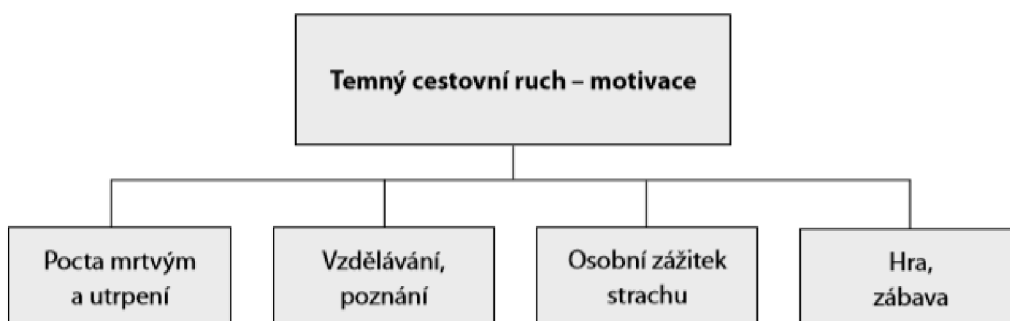 Temný cestovní ruch – motivace
Pocta mrtvým
a utrpení
Vzdělávání,
poznání
Osobní zážitek
strachu
Hra,
zábava